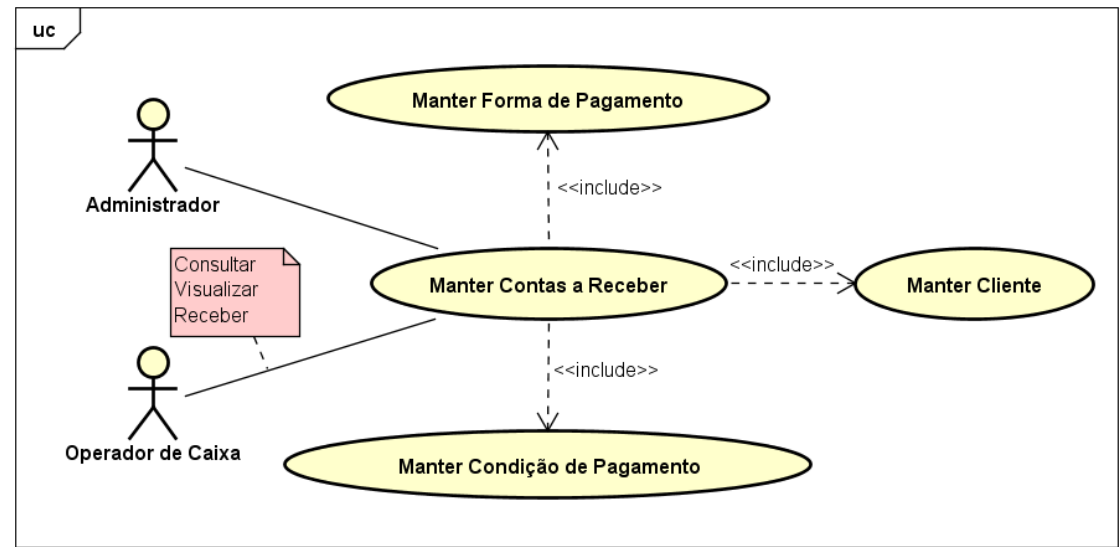 uc
Manter Forma de Pagamento
<<include>>
Administrador
Consultar
Visualizar
Receber
Manter Contas a Receber
<<include>>
Manter Cliente
<<include>>
Operador de Caixa
Manter Condição de Pagamento